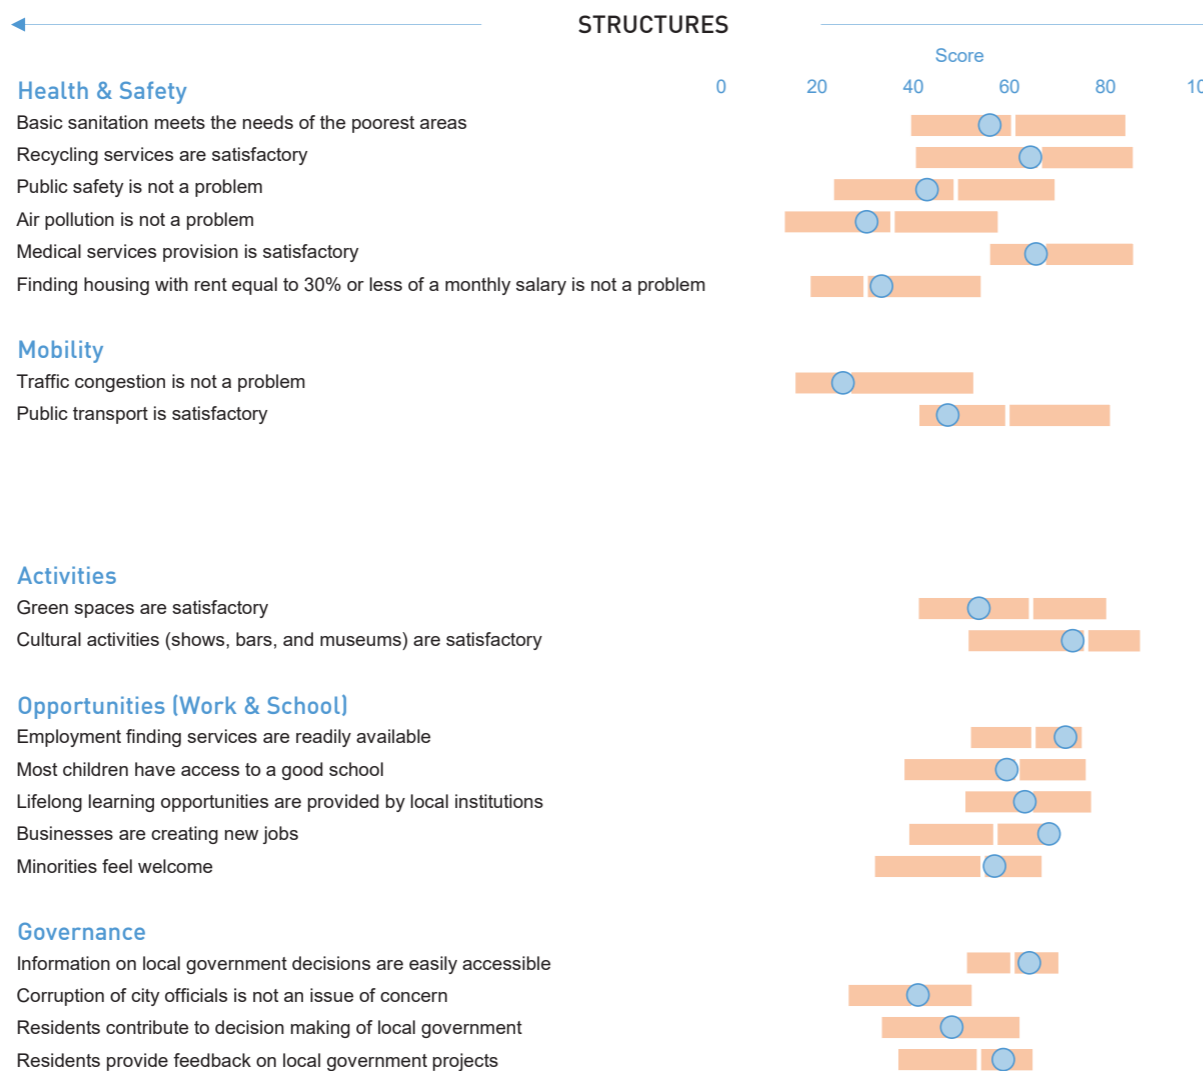 STRUCTURES
Score
Health & Safety
0 20 40 60 80
Basic sanitation meets the needs of the poorest areas
Recycling services are satisfactory
Public safety is not a problem
Air pollution is not a problem
Medical services provision is satisfactory
Finding housing with rent equal to 30% or less of a monthly salary is not a problem
Mobility
Traffic congestion is not a problem
Public transport is satisfactory
Activities
Green spaces are satisfactory
Cultural activities (shows, bars, and museums) are satisfactory
Opportunities (Work & School)
Employment finding services are readily available
Most children have access to a good school
Lifelong learning opportunities are provided by local institutions
Businesses are creating new jobs
Minorities feel welcome
Governance
Information on local government decisions are easily accessible
Corruption of city officials is not an issue of concern
Residents contribute to decision making of local government
Residents provide feedback on local government projects